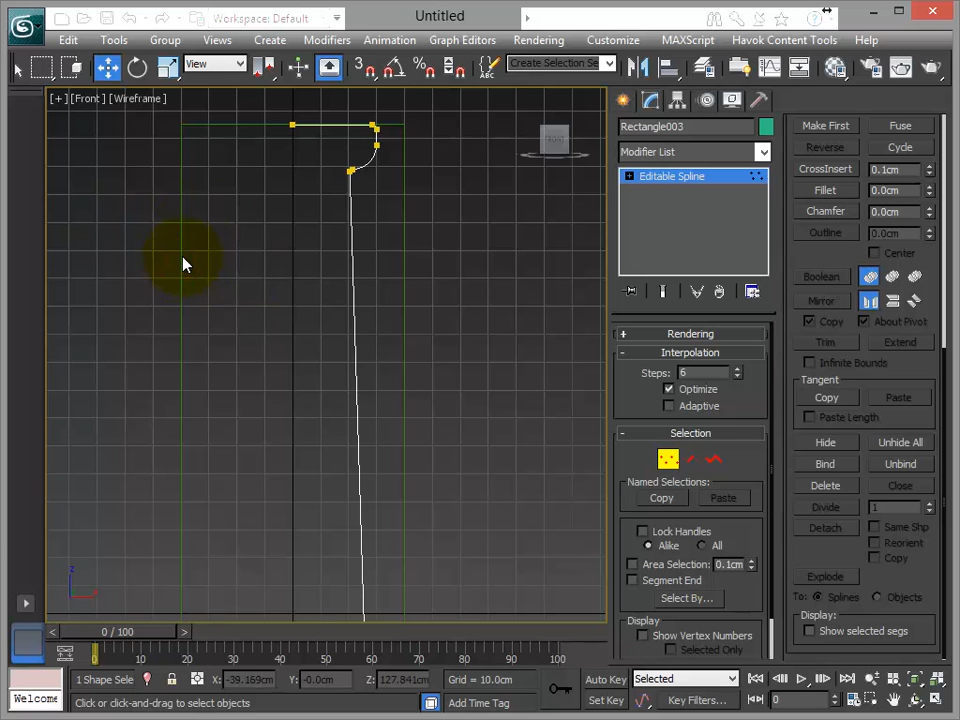 Workspace: Default
Untitled
Edit Tools Group Views Create Modifiers Animation Graph Editors Rendering Customize MAXScript Havok Content Tools Help
View
3
Create Selection Se
[+] [Front] [Wireframe]
FRONT
Rectangle003
Modifier List
Editable Spline
Rendering
Interpolation
Steps: 6
Optimize
Adaptive
Selection
Named Selections:
Copy Paste
Lock Handles
Alike All
Area Selection: 0.1cm
Segment End
Select By...
Display
Show Vertex Numbers
Selected Only
Make First Fuse
Reverse Cycle
CrossInsert 0.1cm
Fillet 0.0cm
Chamfer 0.0cm
Outline 0.0cm
Center
Boolean
Mirror
Copy About Pivot
Trim Extend
Infinite Bounds
Tangent
Copy Paste
Paste Length
Hide Unhide All
Bind Unbind
Delete Close
Divide 1
Detach Same Shp
Reorient
Copy
Explode
To: Splines Objects
Display:
Show selected segs
z
0 / 100
0 10 20 30 40 50 60 70 80 90 100
Welcome
1 Shape Sele X: -39.169cm Y: -0.0cm Z: 127.841cm Grid = 10.0cm
Click or click-and-drag to select objects
Add Time Tag
Auto Key Selected
Set Key Key Filters...
0